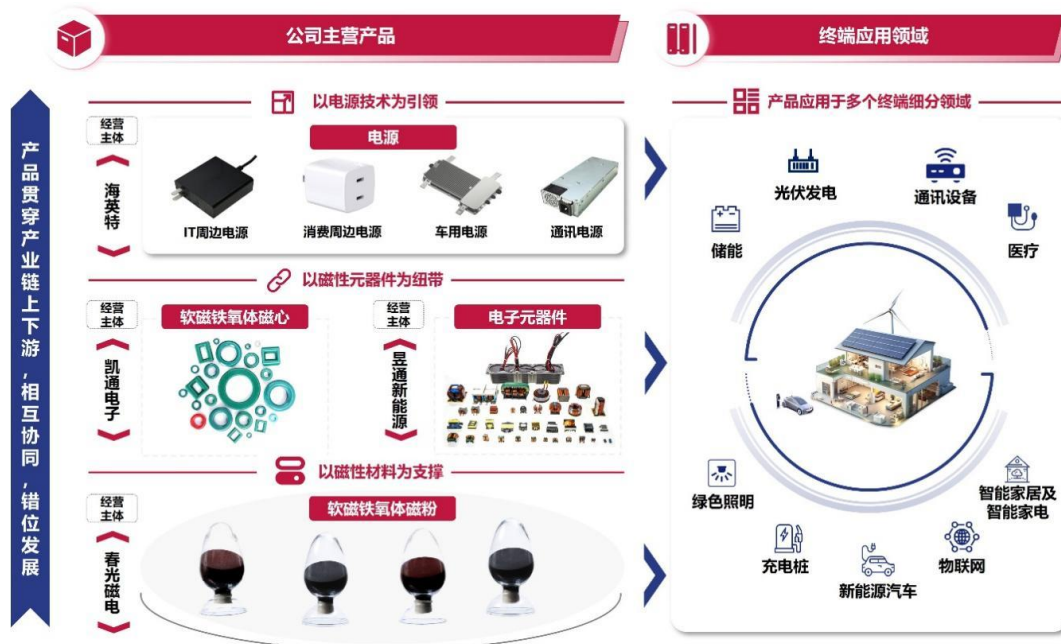 公司主营产品
终端应用领域
产品贯穿产业链上下游,相互协同,错位发展
以电源技术为引领
经营
主体
海英特
电源
IT周边电源
消费周边电源
车用电源
通讯电源
以磁性元器件为纽带
经营
主体
凯通电子
软磁铁氧体磁心
经营
主体
昱通新能源
电子元器件
以磁性材料为支撑
经营
主体
春光磁电
软磁铁氧体磁粉
产品应用于多个终端细分领域
光伏发电
通讯设备
储能
医疗
绿色照明
智能家居及
智能家电
充电桩
物联网
新能源汽车